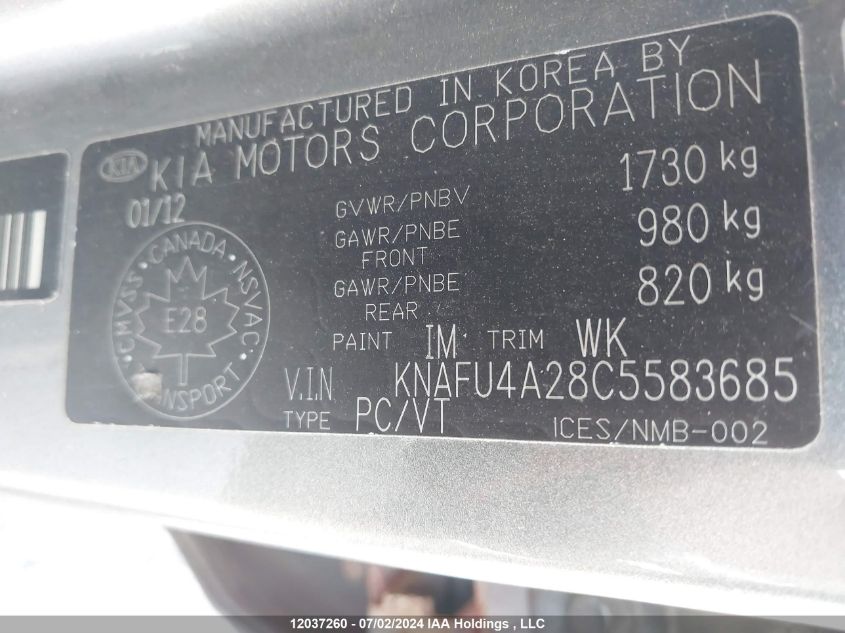 MANUFACTURED IN KOREA BY
KIA KIA MOTORS CORPORATION
01/12 GVWR/PNBV 1730 kg
GAWR/PNBE FRONT 980 kg
GAWR/PNBE REAR 820 kg
PAINT IM TRIM WK
V.I.N KNAFU4A28C5583685
TYPE PC/VT ICES/NMB-002
CMVSS • CANADA • NSVAC •
E28
12037260 - 07/02/2024 IAA Holdings, LLC